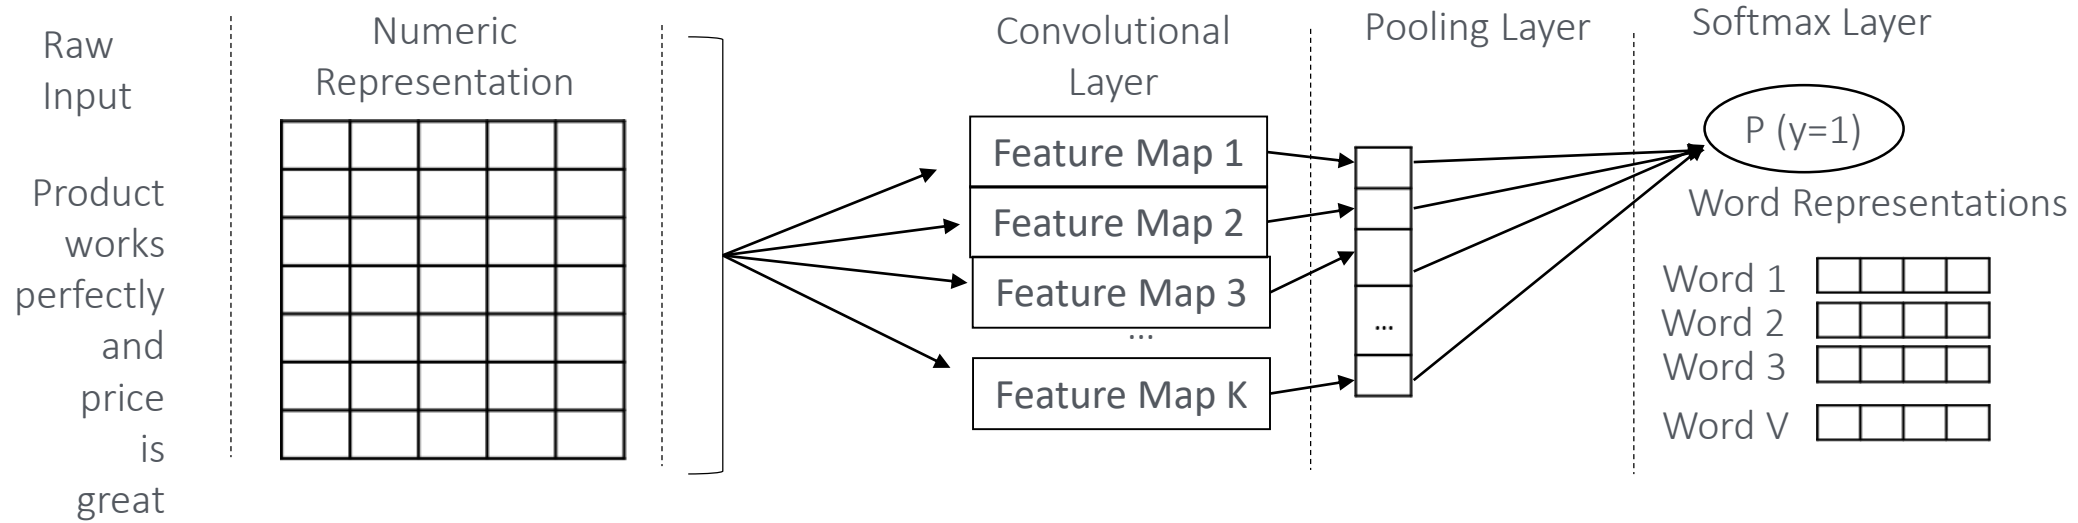 Raw
Input
Product
works
perfectly
and
price
is
great
Numeric
Representation
Convolutional
Layer
Feature Map 1
Feature Map 2
Feature Map 3
...
Feature Map K
Pooling Layer
...
Softmax Layer
P (y=1)
Word Representations
Word 1
Word 2
Word 3
Word V